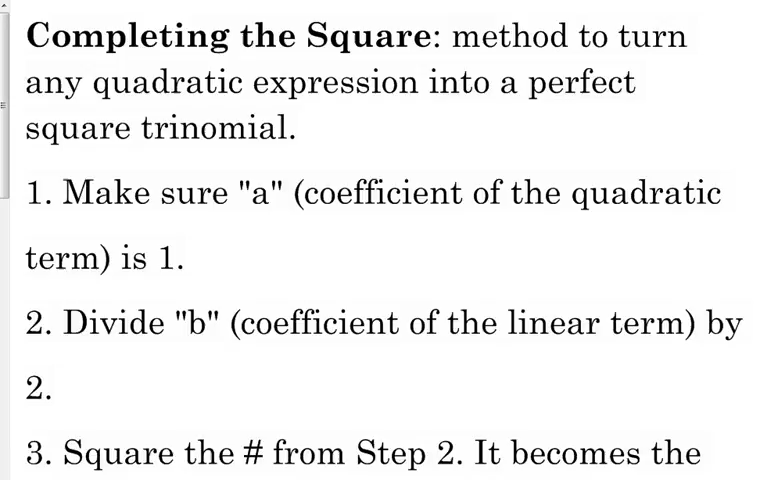 Completing the Square: method to turn
any quadratic expression into a perfect
square trinomial.
1. Make sure "a" (coefficient of the quadratic
term) is 1.
2. Divide "b" (coefficient of the linear term) by
2.
3. Square the # from Step 2. It becomes the